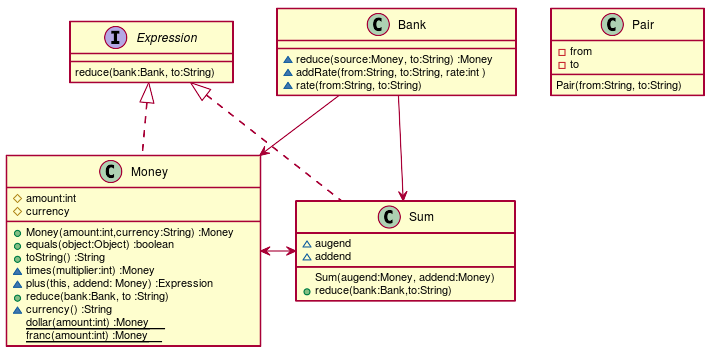 I Expression
reduce(bank:Bank, to:String)
C Bank
reduce(source:Money, to:String) :Money
addRate(from:String, to:String, rate:int )
rate(from:String, to:String)
C Pair
from
to
Pair(from:String, to:String)
C Money
amount:int
currency
Money(amount:int,currency:String) :Money
equals(object:Object) :boolean
toString() :String
times(multiplier:int) :Money
plus(this, addend: Money) :Expression
reduce(bank:Bank, to :String)
currency() :String
dollar(amount:int) :Money
franc(amount:int) :Money
C Sum
augend
addend
Sum(augend:Money, addend:Money)
reduce(bank:Bank,to:String)